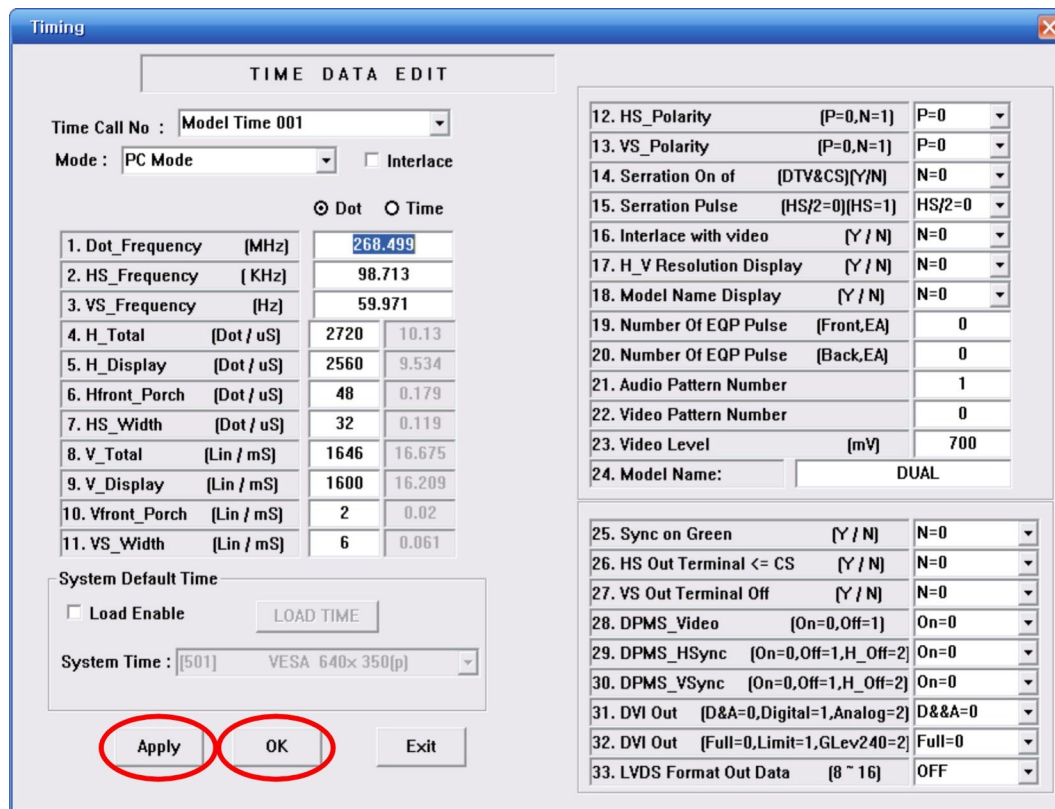 Timing
TIME DATA EDIT
Time Call No : Model Time 001
Mode : PC Mode Interlace
Dot Time
1. Dot_Frequency (MHz) 268.499
2. HS_Frequency ( KHz) 98.713
3. VS_Frequency (Hz) 59.971
4. H_Total (Dot / uS) 2720 10.13
5. H_Display (Dot / uS) 2560 9.534
6. Hfront_Porch (Dot / uS) 48 0.179
7. HS_Width (Dot / uS) 32 0.119
8. V_Total (Lin / mS) 1646 16.675
9. V_Display (Lin / mS) 1600 16.209
10. Vfront_Porch (Lin / mS) 2 0.02
11. VS_Width (Lin / mS) 6 0.061
System Default Time
Load Enable LOAD TIME
System Time : [501] VESA 640x 350(p)
Apply OK Exit
12. HS_Polarity (P=0,N=1) P=0
13. VS_Polarity (P=0,N=1) P=0
14. Serration On of (DTV&CS)(Y/N) N=0
15. Serration Pulse (HS/2=0)(HS=1) HS/2=0
16. Interlace with video (Y / N) N=0
17. H_V Resolution Display (Y / N) N=0
18. Model Name Display (Y / N) N=0
19. Number Of EQP Pulse (Front,EA) 0
20. Number Of EQP Pulse (Back,EA) 0
21. Audio Pattern Number 1
22. Video Pattern Number 0
23. Video Level (mV) 700
24. Model Name: DUAL
25. Sync on Green (Y / N) N=0
26. HS Out Terminal <= CS (Y / N) N=0
27. VS Out Terminal Off (Y / N) N=0
28. DPMS_Video (On=0,Off=1) On=0
29. DPMS_HSync (On=0,Off=1,H_Off=2) On=0
30. DPMS_VSync (On=0,Off=1,H_Off=2) On=0
31. DVI Out (D&A=0,Digital=1,Analog=2) D&&A=0
32. DVI Out (Full=0,Limit=1,GLev240=2) Full=0
33. LVDS Format Out Data (8 ~ 16) OFF